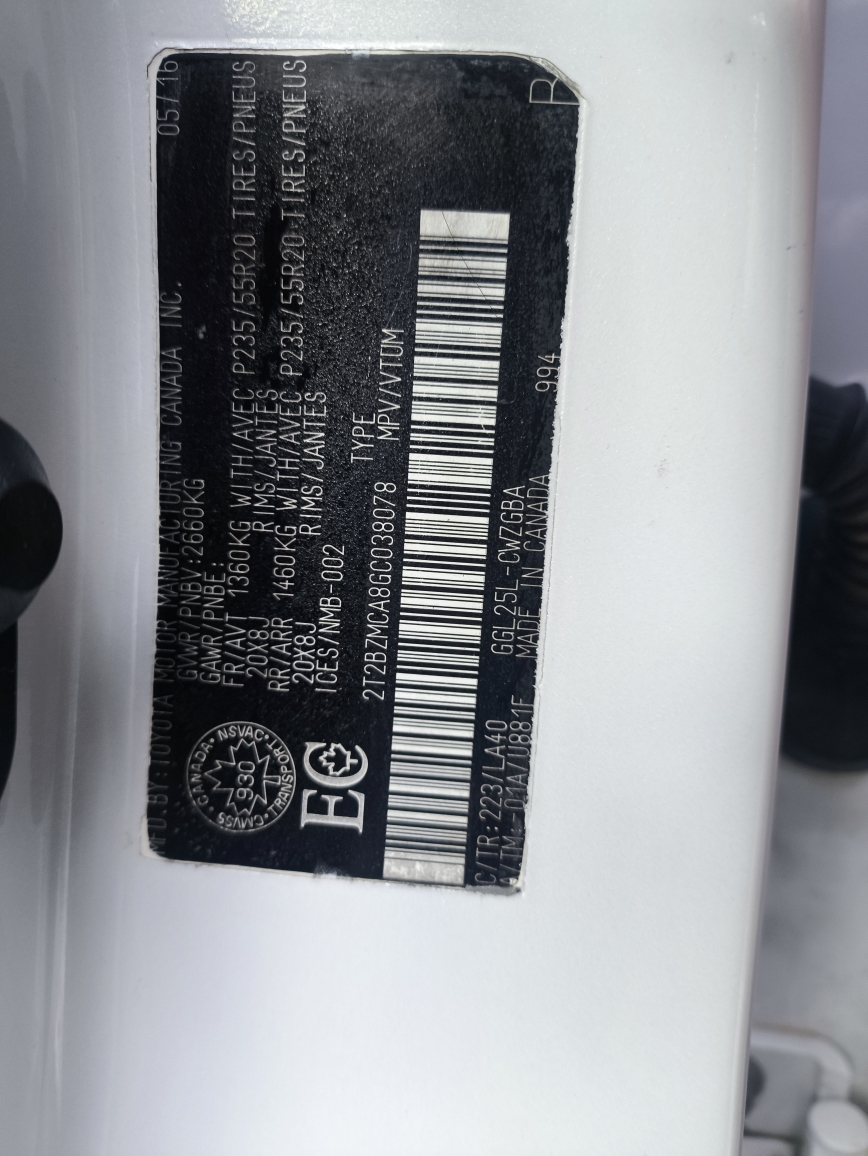 MFD BY:TOYOTA MOTOR MANUFACTURING CANADA INC. 05/16
GVWR/PNBV:2660KG
GAWR/PNBE:
FR/AVT 1360KG WITH/AVEC P235/55R20 TIRES/PNEUS
20X8J RIMS/JANTES
RR/ARR 1460KG WITH/AVEC P235/55R20 TIRES/PNEUS
20X8J RIMS/JANTES
ICES/NMB-002
CANADA • NSVAC • TRANSPORT • CMVSS •
930
EC
TYPE
2T2BZMCA8GC038078 MPV/VTUM
C/TR:223/LA40 GGL25L-CWZGBA
A/TM:-01A/U881F MADE IN CANADA 994
B